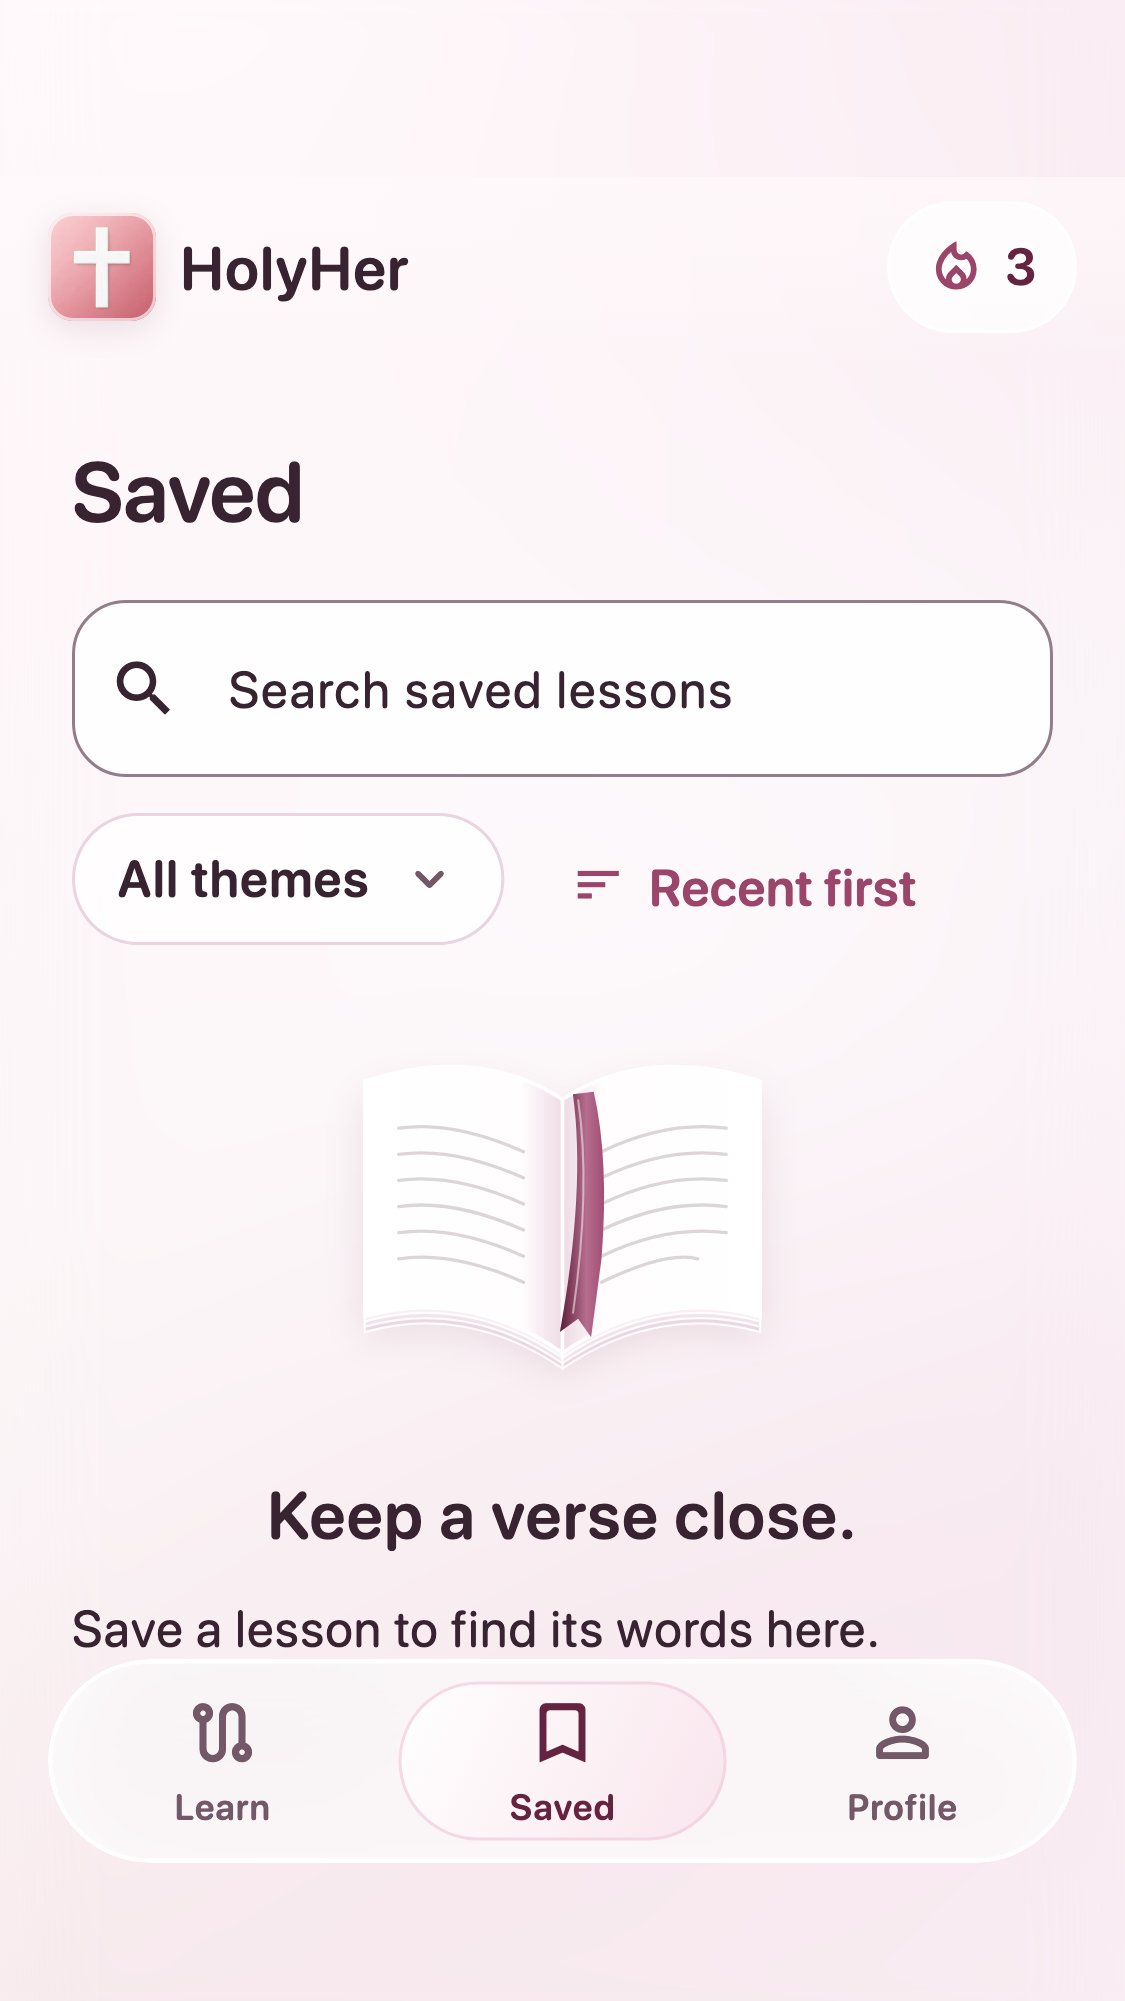 HolyHer
3
Saved
Search saved lessons
All themes
Recent first
Keep a verse close.
Save a lesson to find its words here.
Learn
Saved
Profile